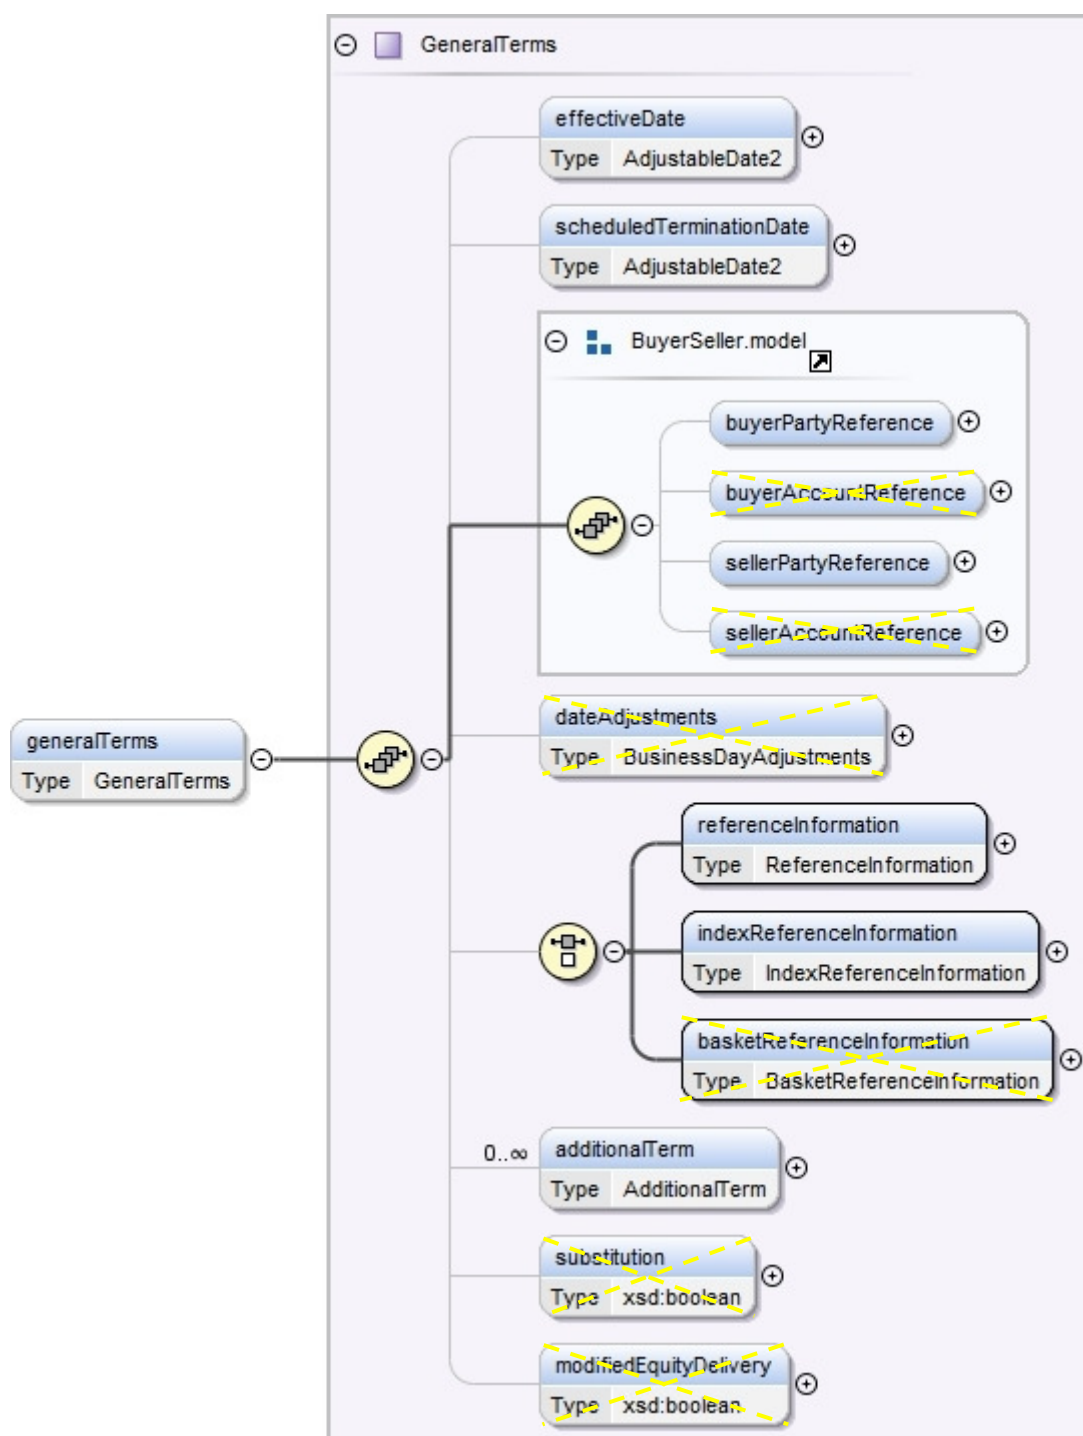 GeneralTerms
effectiveDate
Type AdjustableDate2
scheduledTerminationDate
Type AdjustableDate2
BuyerSeller.model
buyerPartyReference
buyerAccountReference
sellerPartyReference
sellerAccountReference
dateAdjustments
Type BusinessDayAdjustments
generalTerms
Type GeneralTerms
referenceInformation
Type ReferenceInformation
indexReferenceInformation
Type IndexReferenceInformation
basketReferenceInformation
Type BasketReferenceInformation
0..∞ additionalTerm
Type AdditionalTerm
substitution
Type xsd:boolean
modifiedEquityDelivery
Type xsd:boolean